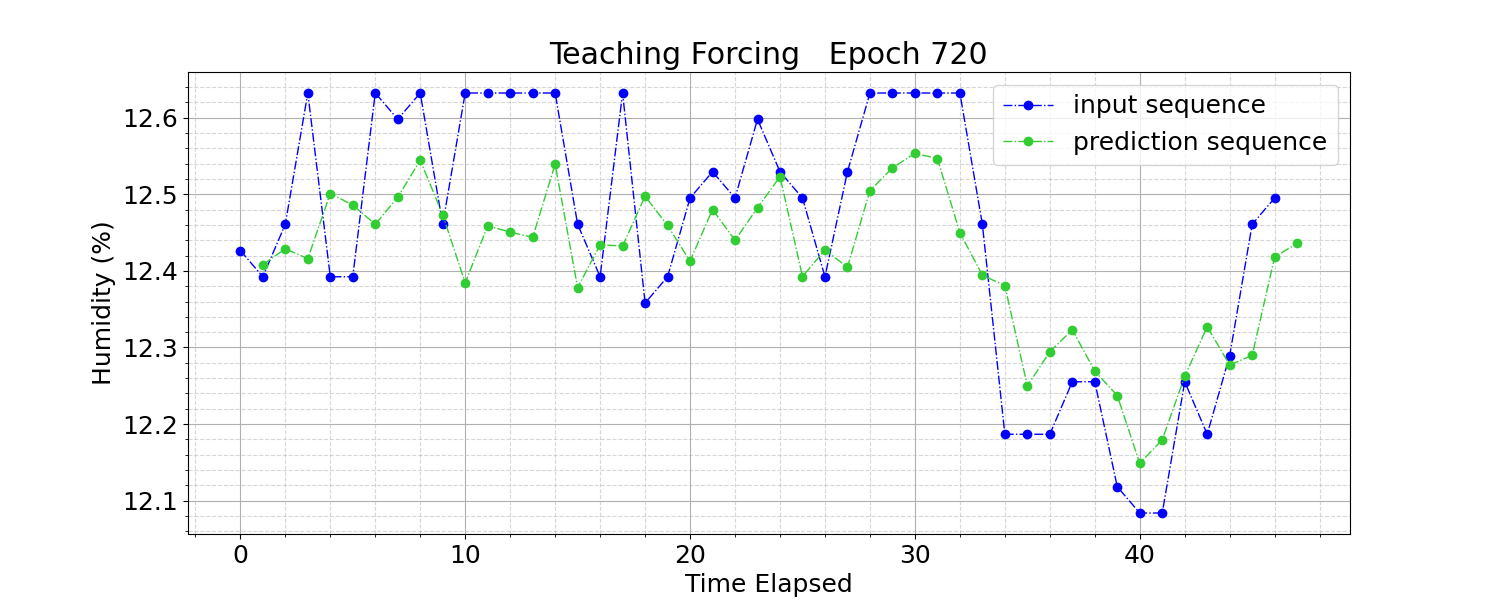 Teaching Forcing   Epoch 720
input sequence
prediction sequence
Humidity (%)
12.6
12.5
12.4
12.3
12.2
12.1
0 10 20 30 40
Time Elapsed